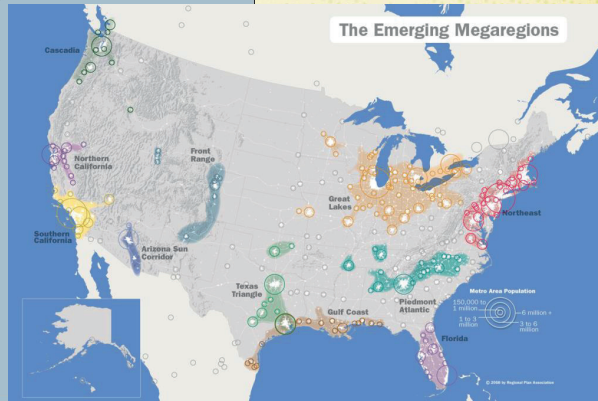 The Emerging Megaregions
Cascadia
Northern
California
Front
Range
Great
Lakes
Northeast
Southern
California
Arizona Sun
Corridor
Texas
Triangle
Gulf Coast
Piedmont
Atlantic
Florida
Metro Area Population
150,000 to
1 million
1 to 3
million
6 million +
3 to 6
million
© 2008 by Regional Plan Association